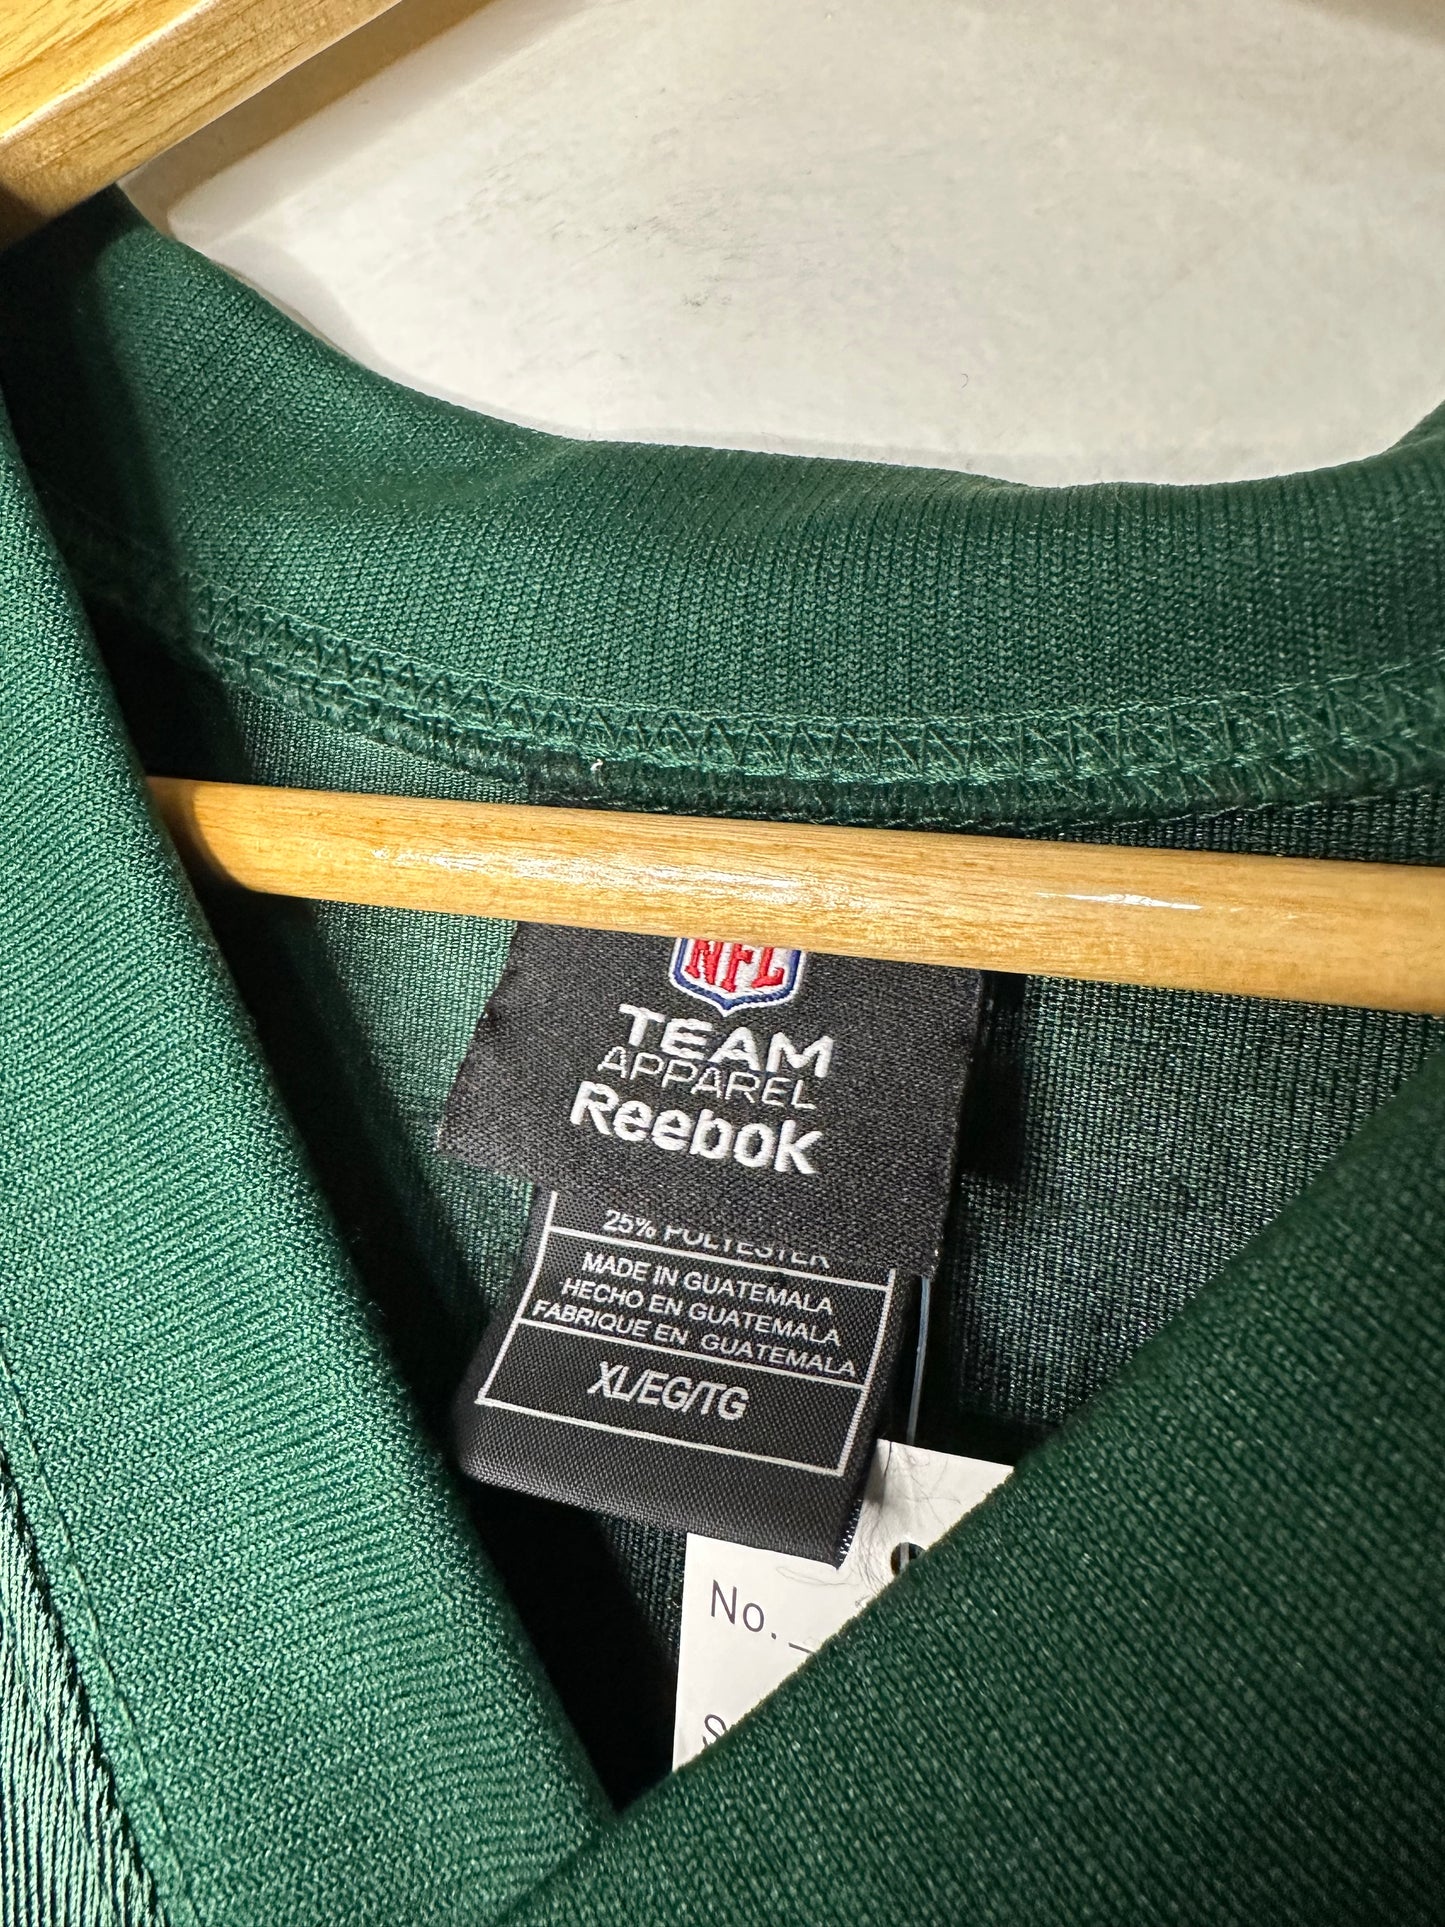 NFL
TEAM
APPAREL
Reebok
25% POLYESTER
MADE IN GUATEMALA
HECHO EN GUATEMALA
FABRIQUE EN GUATEMALA
XL/EG/TG
No.
S